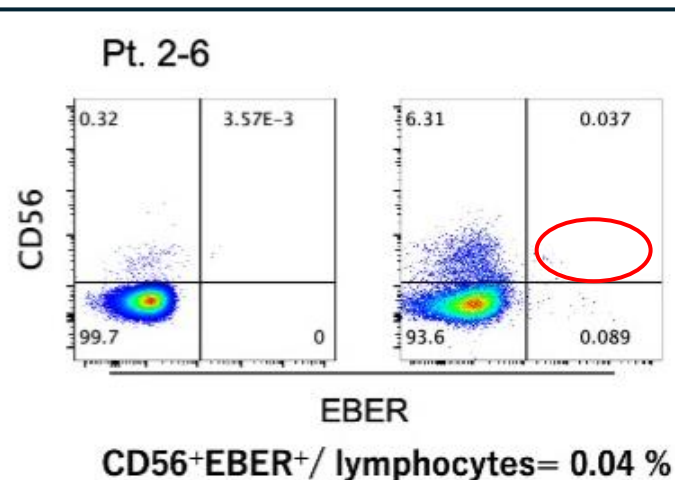 Pt. 2-6
0.32 3.57E-3 6.31 0.037
CD56
99.7 0 93.6 0.089
EBER
CD56⁺EBER⁺/ lymphocytes= 0.04 %